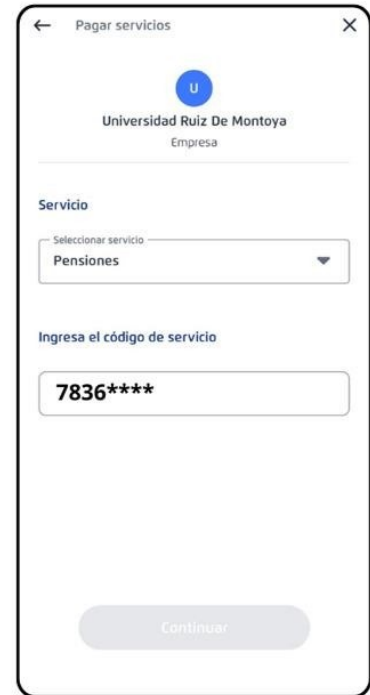 Pagar servicios
U
Universidad Ruiz De Montoya
Empresa
Servicio
Seleccionar servicio
Pensiones
Ingresa el código de servicio
7836****
Continuar